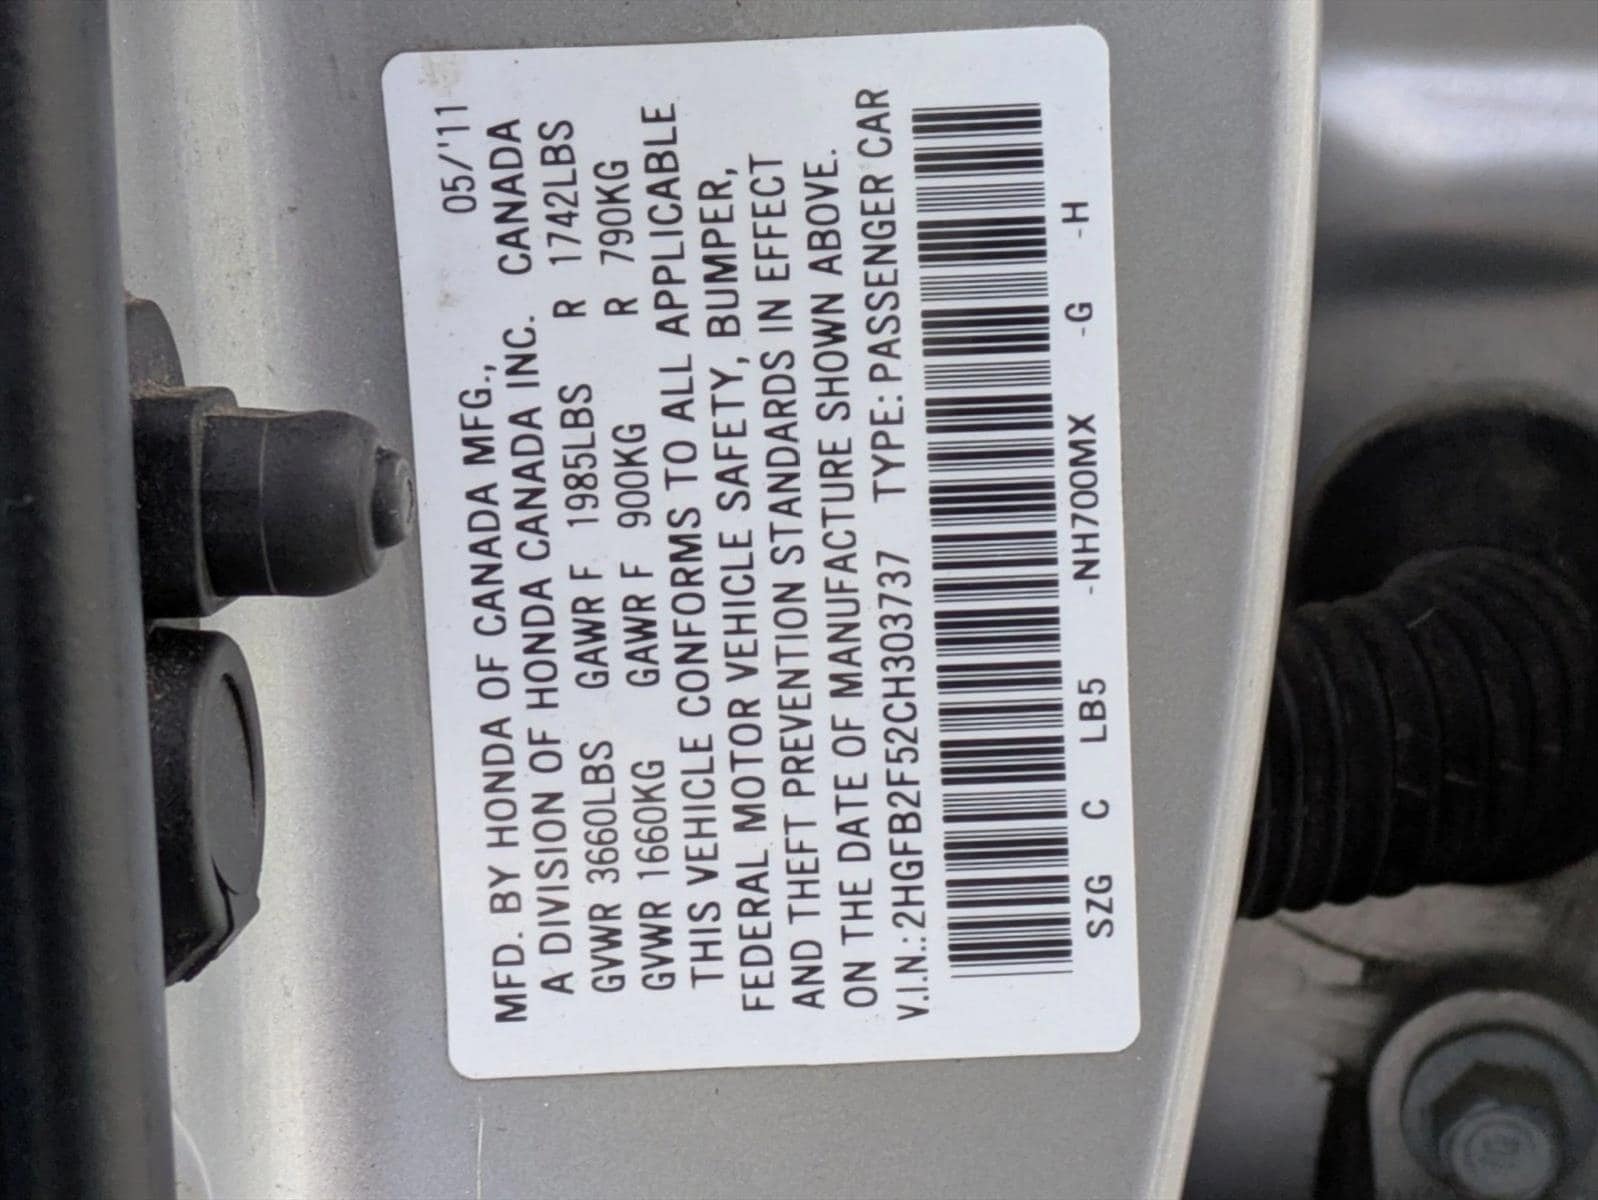 05/'11
MFD. BY HONDA OF CANADA MFG.,
A DIVISION OF HONDA CANADA INC. CANADA
GVWR 3660LBS GAWR F 1985LBS R 1742LBS
GVWR 1660KG GAWR F 900KG R 790KG
THIS VEHICLE CONFORMS TO ALL APPLICABLE
FEDERAL MOTOR VEHICLE SAFETY, BUMPER,
AND THEFT PREVENTION STANDARDS IN EFFECT
ON THE DATE OF MANUFACTURE SHOWN ABOVE.
V.I.N.: 2HGFB2F52CH303737 TYPE: PASSENGER CAR
SZG C LB5 -NH700MX -G -H